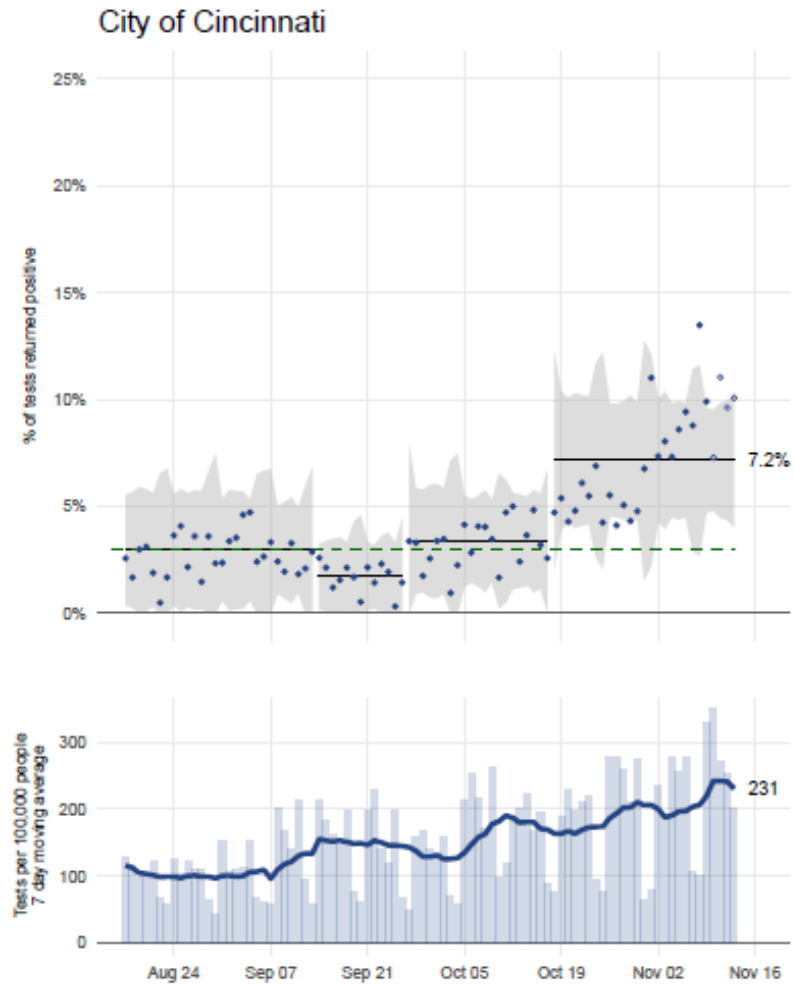 City of Cincinnati
25%
20%
15%
10%
5%
0%
% of tests returned positive
7.2%
300
200
100
0
Tests per 100,000 people
7 day moving average
231
Aug 24
Sep 07
Sep 21
Oct 05
Oct 19
Nov 02
Nov 16